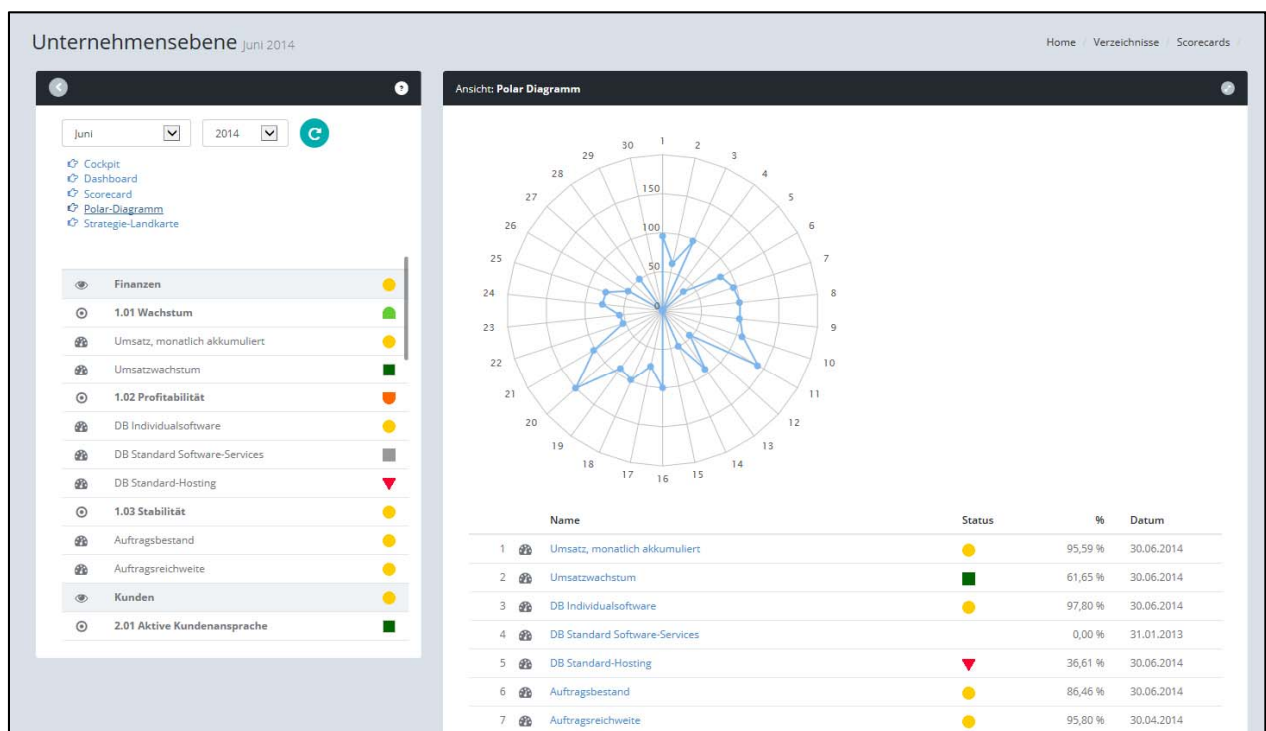 Unternehmensebene Juni 2014
Home / Verzeichnisse / Scorecards /
Juni 2014
Cockpit
Dashboard
Scorecard
Polar-Diagramm
Strategie-Landkarte
Finanzen
1.01 Wachstum
Umsatz, monatlich akkumuliert
Umsatzwachstum
1.02 Profitabilität
DB Individualsoftware
DB Standard Software-Services
DB Standard-Hosting
1.03 Stabilität
Auftragsbestand
Auftragsreichweite
Kunden
2.01 Aktive Kundenansprache
Ansicht: Polar Diagramm
1
2
3
4
5
6
7
8
9
10
11
12
13
14
15
16
17
18
19
20
21
22
23
24
25
26
27
28
29
30
150
100
50
0
Name Status % Datum
1 Umsatz, monatlich akkumuliert 95,59 % 30.06.2014
2 Umsatzwachstum 61,65 % 30.06.2014
3 DB Individualsoftware 97,80 % 30.06.2014
4 DB Standard Software-Services 0,00 % 31.01.2013
5 DB Standard-Hosting 36,61 % 30.06.2014
6 Auftragsbestand 86,46 % 30.06.2014
7 Auftragsreichweite 95,80 % 30.04.2014